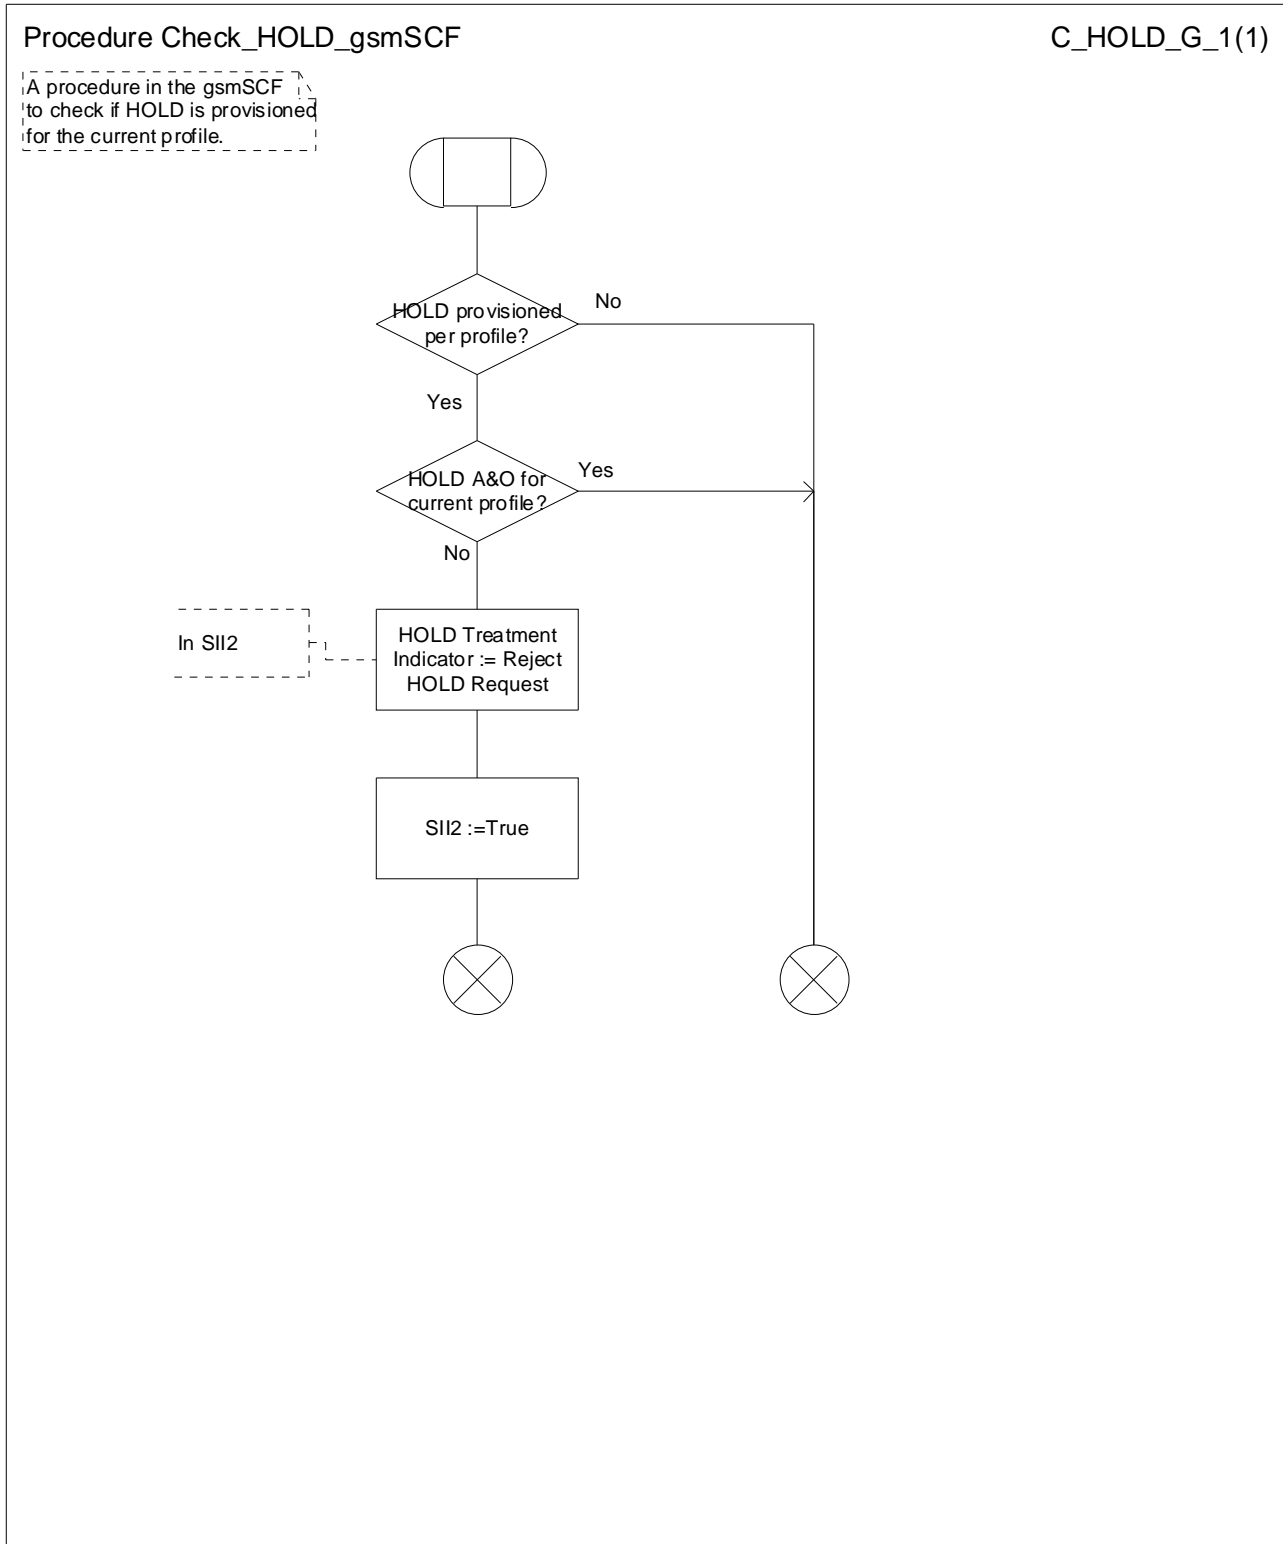 Procedure Check_HOLD_gsmSCF
C_HOLD_G_1(1)
A procedure in the gsmSCF
to check if HOLD is provisioned
for the current profile.
HOLD provisioned
per profile?
No
Yes
HOLD A&O for
current profile?
Yes
No
In SII2
HOLD Treatment
Indicator := Reject
HOLD Request
SII2 :=True